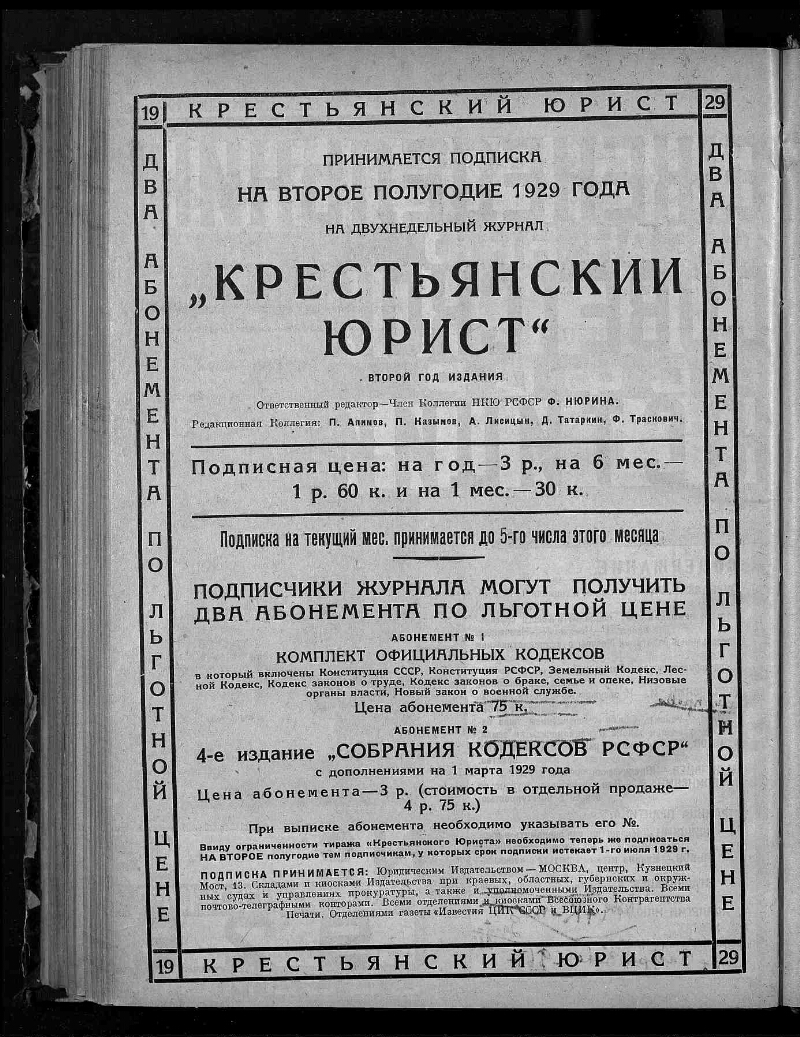 19 КРЕСТЬЯНСКИЙ ЮРИСТ 29
ДВА АБОНЕМЕНТА ПО ЛЬГОТНОЙ ЦЕНЕ
ПРИНИМАЕТСЯ ПОДПИСКА
НА ВТОРОЕ ПОЛУГОДИЕ 1929 ГОДА
НА ДВУХНЕДЕЛЬНЫЙ ЖУРНАЛ
„КРЕСТЬЯНСКИЙ
ЮРИСТ“
ВТОРОЙ ГОД ИЗДАНИЯ
Ответственный редактор—Член Коллегии НКЮ РСФСР Ф. НЮРИНА.
Редакционная Коллегия: П. Алимов, П. Казымов, А. Лисицын, Д. Татаркин, Ф. Траскович.
Подписная цена: на год—3 р., на 6 мес.—
1 р. 60 к. и на 1 мес.—30 к.
Подписка на текущий мес. принимается до 5-го числа этого месяца
ПОДПИСЧИКИ ЖУРНАЛА МОГУТ ПОЛУЧИТЬ
ДВА АБОНЕМЕНТА ПО ЛЬГОТНОЙ ЦЕНЕ
АБОНЕМЕНТ № 1
КОМПЛЕКТ ОФИЦИАЛЬНЫХ КОДЕКСОВ
в который включены Конституция СССР, Конституция РСФСР, Земельный Кодекс, Лес-
ной Кодекс, Кодекс законов о труде, Кодекс законов о браке, семье и опеке, Низовые
органы власти, Новый закон о военной службе.
Цена абонемента 75 к.
АБОНЕМЕНТ № 2
4-е издание „СОБРАНИЯ КОДЕКСОВ РСФСР“
с дополнениями на 1 марта 1929 года
Цена абонемента—3 р. (стоимость в отдельной продаже—
4 р. 75 к.)
При выписке абонемента необходимо указывать его №.
Ввиду ограниченности тиража «Крестьянского Юриста» необходимо теперь же подписаться
НА ВТОРОЕ полугодие тем подписчикам, у которых срок подписки истекает 1-го июля 1929 г.
ПОДПИСКА ПРИНИМАЕТСЯ: Юридическим Издательством—МОСКВА, центр, Кузнецкий
Мост, 13. Складами и киосками Издательства при краевых, областных, губернских и окруж-
ных судах и управлениях прокуратуры, а также и уполномоченными Издательства. Всеми
почтово-телеграфными конторами. Всеми отделениями и киосками Всесоюзного Контрагентства
Печати. Отделениями газеты «Известия ЦИК СССР и ВЦИК».
ДВА АБОНЕМЕНТА ПО ЛЬГОТНОЙ ЦЕНЕ
19 КРЕСТЬЯНСКИЙ ЮРИСТ 29